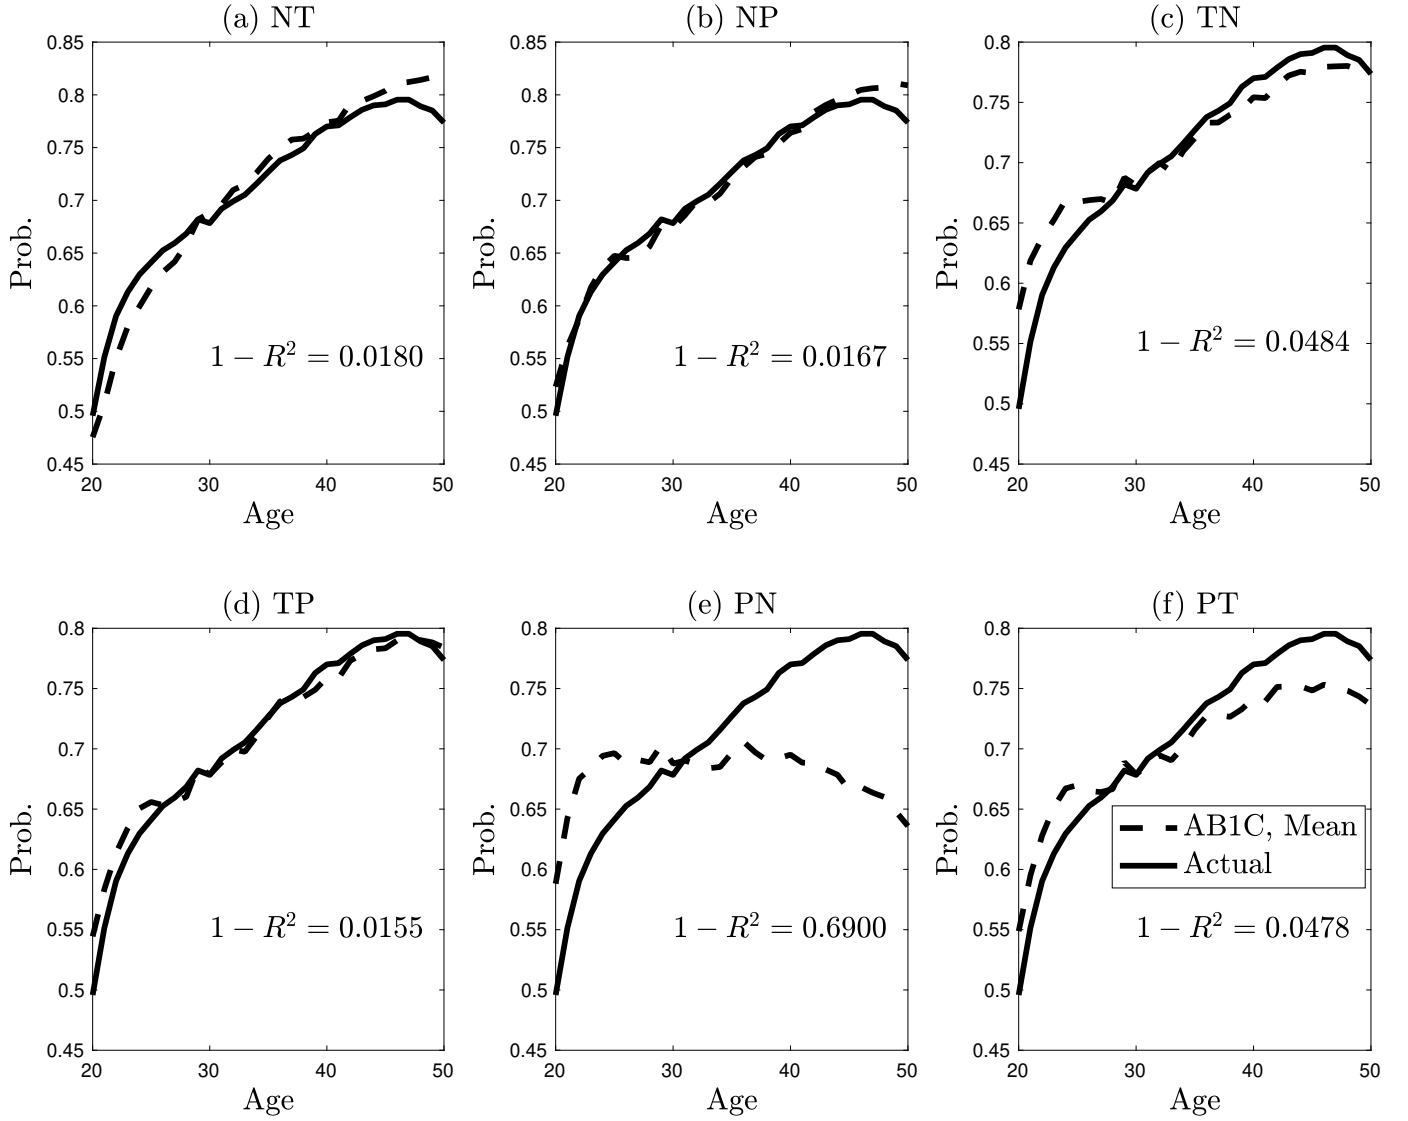 (a) NT
0.85
0.8
0.75
0.7
0.65
0.6
0.55
0.5
0.45
Prob.
1 − R² = 0.0180
20 30 40 50
Age
(b) NP
0.85
0.8
0.75
0.7
0.65
0.6
0.55
0.5
0.45
Prob.
1 − R² = 0.0167
20 30 40 50
Age
(c) TN
0.8
0.75
0.7
0.65
0.6
0.55
0.5
0.45
Prob.
1 − R² = 0.0484
20 30 40 50
Age
(d) TP
0.8
0.75
0.7
0.65
0.6
0.55
0.5
0.45
Prob.
1 − R² = 0.0155
20 30 40 50
Age
(e) PN
0.8
0.75
0.7
0.65
0.6
0.55
0.5
0.45
Prob.
1 − R² = 0.6900
20 30 40 50
Age
(f) PT
0.8
0.75
0.7
0.65
0.6
0.55
0.5
0.45
Prob.
AB1C, Mean
Actual
1 − R² = 0.0478
20 30 40 50
Age